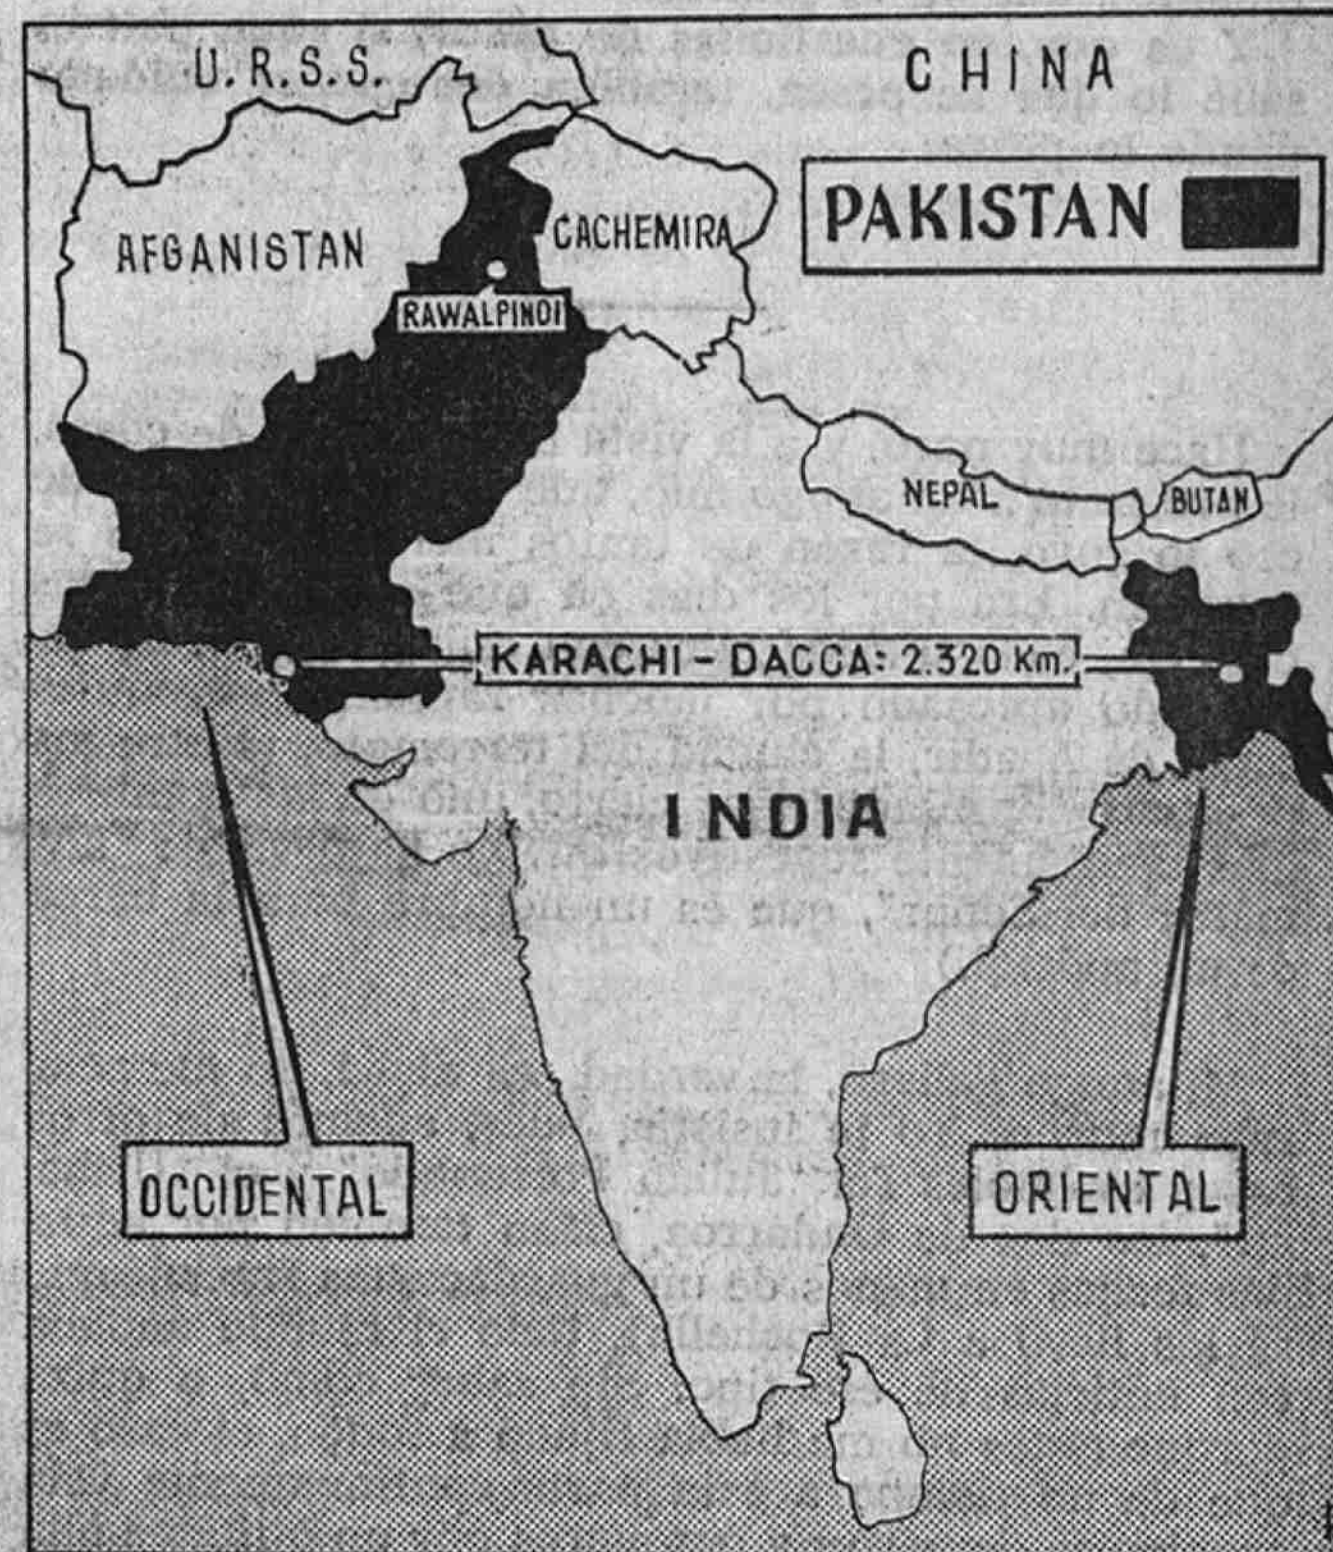 U.R.S.S.
CHINA
PAKISTAN
AFGANISTAN
CACHEMIRA
RAWALPINDI
NEPAL
BUTAN
KARACHI - DACCA: 2.320 Km.
INDIA
OCCIDENTAL
ORIENTAL